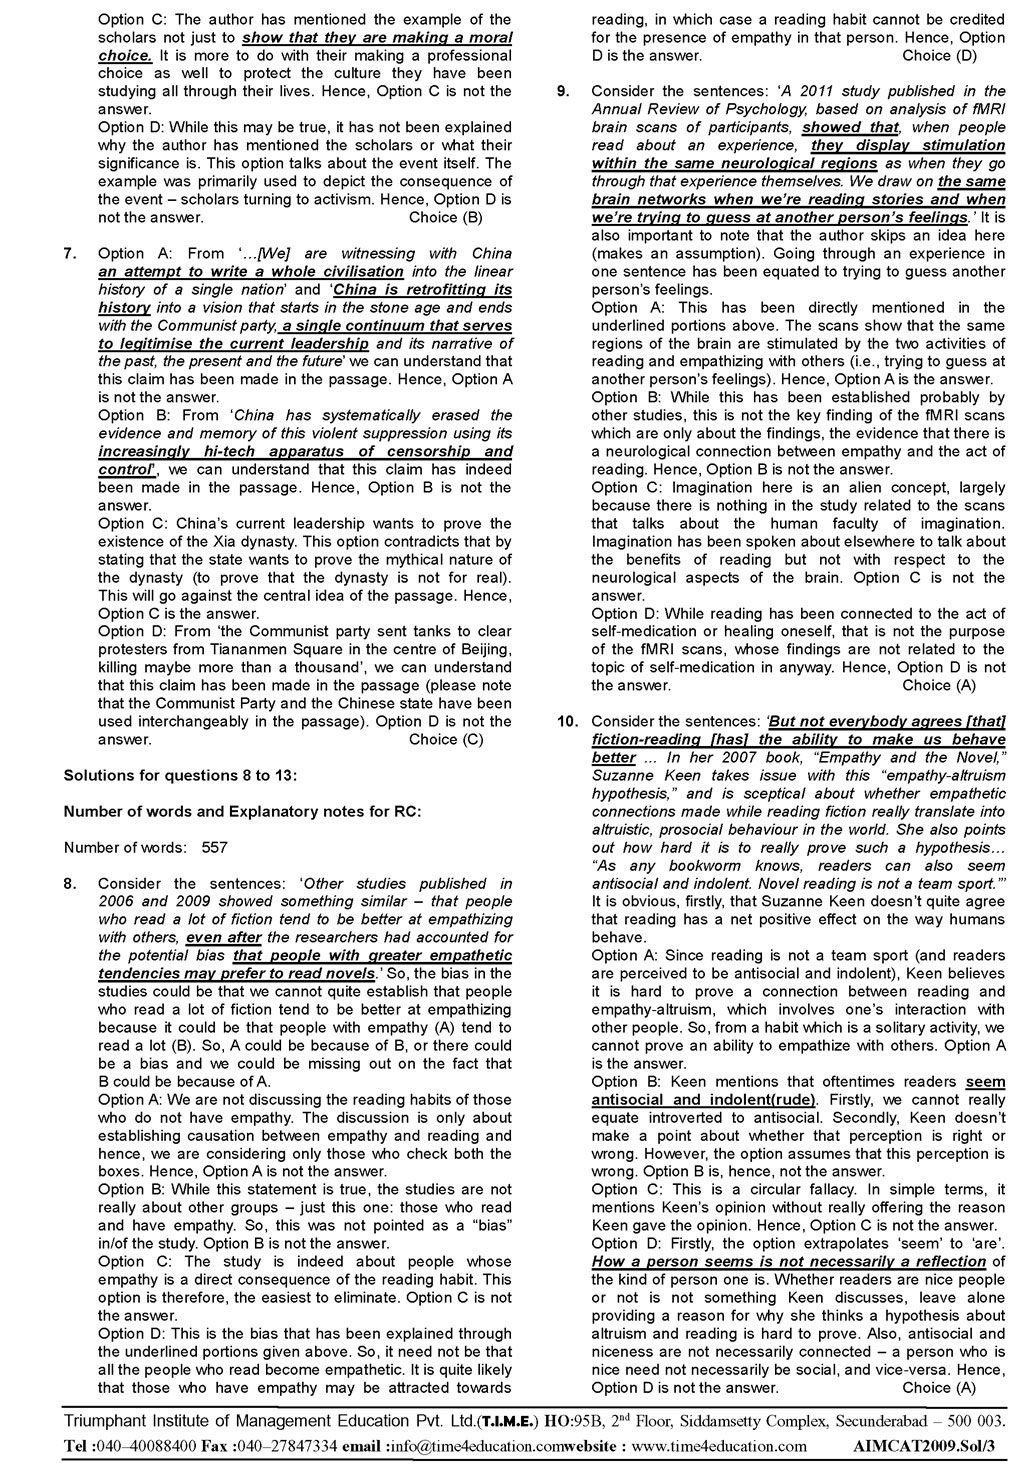 Option C: The author has mentioned the example of the
scholars not just to show that they are making a moral
choice. It is more to do with their making a professional
choice as well to protect the culture they have been
studying all through their lives. Hence, Option C is not the
answer.
Option D: While this may be true, it has not been explained
why the author has mentioned the scholars or what their
significance is. This option talks about the event itself. The
example was primarily used to depict the consequence of
the event – scholars turning to activism. Hence, Option D is
not the answer. Choice (B)
7. Option A: From ‘…[We] are witnessing with China
an attempt to write a whole civilisation into the linear
history of a single nation’ and ‘China is retrofitting its
history into a vision that starts in the stone age and ends
with the Communist party, a single continuum that serves
to legitimise the current leadership and its narrative of
the past, the present and the future’ we can understand that
this claim has been made in the passage. Hence, Option A
is not the answer.
Option B: From ‘China has systematically erased the
evidence and memory of this violent suppression using its
increasingly hi-tech apparatus of censorship and
control’, we can understand that this claim has indeed
been made in the passage. Hence, Option B is not the
answer.
Option C: China’s current leadership wants to prove the
existence of the Xia dynasty. This option contradicts that by
stating that the state wants to prove the mythical nature of
the dynasty (to prove that the dynasty is not for real).
This will go against the central idea of the passage. Hence,
Option C is the answer.
Option D: From ‘the Communist party sent tanks to clear
protesters from Tiananmen Square in the centre of Beijing,
killing maybe more than a thousand’, we can understand
that this claim has been made in the passage (please note
that the Communist Party and the Chinese state have been
used interchangeably in the passage). Option D is not the
answer. Choice (C)
Solutions for questions 8 to 13:
Number of words and Explanatory notes for RC:
Number of words: 557
8. Consider the sentences: ‘Other studies published in
2006 and 2009 showed something similar – that people
who read a lot of fiction tend to be better at empathizing
with others, even after the researchers had accounted for
the potential bias that people with greater empathetic
tendencies may prefer to read novels.’ So, the bias in the
studies could be that we cannot quite establish that people
who read a lot of fiction tend to be better at empathizing
because it could be that people with empathy (A) tend to
read a lot (B). So, A could be because of B, or there could
be a bias and we could be missing out on the fact that
B could be because of A.
Option A: We are not discussing the reading habits of those
who do not have empathy. The discussion is only about
establishing causation between empathy and reading and
hence, we are considering only those who check both the
boxes. Hence, Option A is not the answer.
Option B: While this statement is true, the studies are not
really about other groups – just this one: those who read
and have empathy. So, this was not pointed as a “bias”
in/of the study. Option B is not the answer.
Option C: The study is indeed about people whose
empathy is a direct consequence of the reading habit. This
option is therefore, the easiest to eliminate. Option C is not
the answer.
Option D: This is the bias that has been explained through
the underlined portions given above. So, it need not be that
all the people who read become empathetic. It is quite likely
that those who have empathy may be attracted towards
reading, in which case a reading habit cannot be credited
for the presence of empathy in that person. Hence, Option
D is the answer. Choice (D)
9. Consider the sentences: ‘A 2011 study published in the
Annual Review of Psychology, based on analysis of fMRI
brain scans of participants, showed that, when people
read about an experience, they display stimulation
within the same neurological regions as when they go
through that experience themselves. We draw on the same
brain networks when we’re reading stories and when
we’re trying to guess at another person’s feelings.’ It is
also important to note that the author skips an idea here
(makes an assumption). Going through an experience in
one sentence has been equated to trying to guess another
person’s feelings.
Option A: This has been directly mentioned in the
underlined portions above. The scans show that the same
regions of the brain are stimulated by the two activities of
reading and empathizing with others (i.e., trying to guess at
another person’s feelings). Hence, Option A is the answer.
Option B: While this has been established probably by
other studies, this is not the key finding of the fMRI scans
which are only about the findings, the evidence that there is
a neurological connection between empathy and the act of
reading. Hence, Option B is not the answer.
Option C: Imagination here is an alien concept, largely
because there is nothing in the study related to the scans
that talks about the human faculty of imagination.
Imagination has been spoken about elsewhere to talk about
the benefits of reading but not with respect to the
neurological aspects of the brain. Option C is not the
answer.
Option D: While reading has been connected to the act of
self-medication or healing oneself, that is not the purpose
of the fMRI scans, whose findings are not related to the
topic of self-medication in anyway. Hence, Option D is not
the answer. Choice (A)
10. Consider the sentences: ‘But not everybody agrees [that]
fiction-reading [has] the ability to make us behave
better … In her 2007 book, “Empathy and the Novel,”
Suzanne Keen takes issue with this “empathy-altruism
hypothesis,” and is sceptical about whether empathetic
connections made while reading fiction really translate into
altruistic, prosocial behaviour in the world. She also points
out how hard it is to really prove such a hypothesis…
“As any bookworm knows, readers can also seem
antisocial and indolent. Novel reading is not a team sport.”’
It is obvious, firstly, that Suzanne Keen doesn’t quite agree
that reading has a net positive effect on the way humans
behave.
Option A: Since reading is not a team sport (and readers
are perceived to be antisocial and indolent), Keen believes
it is hard to prove a connection between reading and
empathy-altruism, which involves one’s interaction with
other people. So, from a habit which is a solitary activity, we
cannot prove an ability to empathize with others. Option A
is the answer.
Option B: Keen mentions that oftentimes readers seem
antisocial and indolent(rude). Firstly, we cannot really
equate introverted to antisocial. Secondly, Keen doesn’t
make a point about whether that perception is right or
wrong. However, the option assumes that this perception is
wrong. Option B is, hence, not the answer.
Option C: This is a circular fallacy. In simple terms, it
mentions Keen’s opinion without really offering the reason
Keen gave the opinion. Hence, Option C is not the answer.
Option D: Firstly, the option extrapolates ‘seem’ to ‘are’.
How a person seems is not necessarily a reflection of
the kind of person one is. Whether readers are nice people
or not is not something Keen discusses, leave alone
providing a reason for why she thinks a hypothesis about
altruism and reading is hard to prove. Also, antisocial and
niceness are not necessarily connected – a person who is
nice need not necessarily be social, and vice-versa. Hence,
Option D is not the answer. Choice (A)
Triumphant Institute of Management Education Pvt. Ltd.(T.I.M.E.) HO:95B, 2nd Floor, Siddamsetty Complex, Secunderabad – 500 003.
Tel :040–40088400 Fax :040–27847334 email :info@time4education.comwebsite : www.time4education.com AIMCAT2009.Sol/3